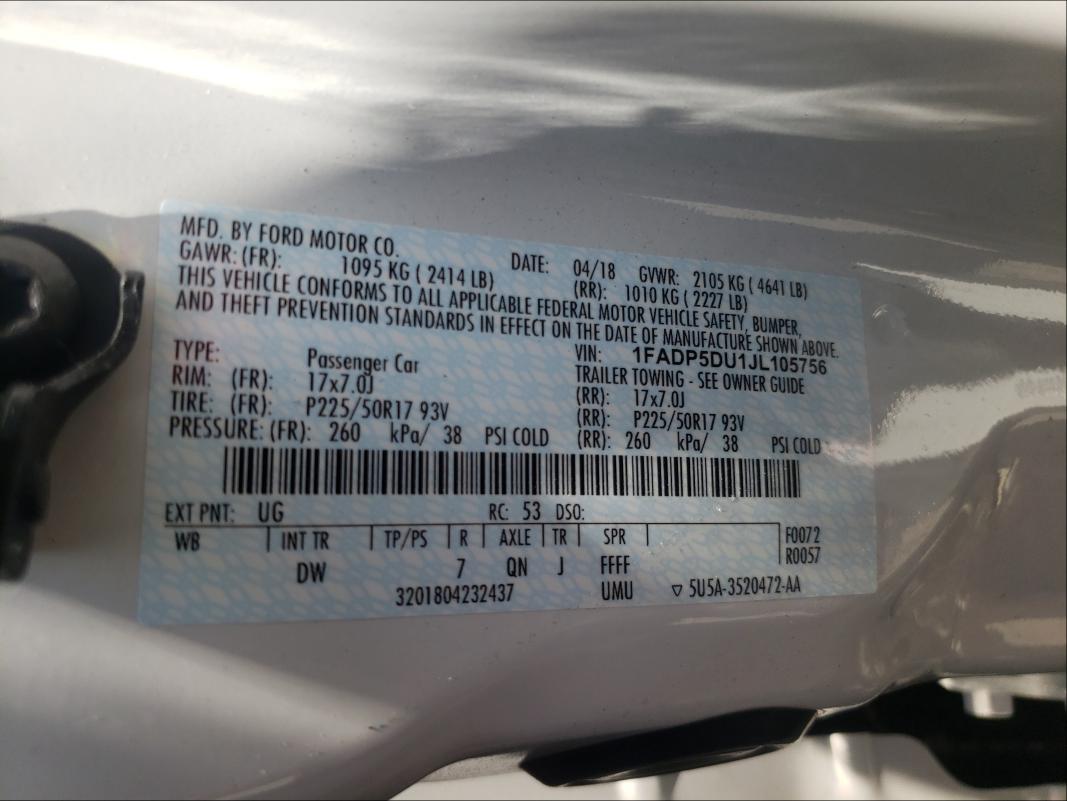 MFD. BY FORD MOTOR CO. DATE: 04/18 GVWR: 2105 KG ( 4641 LB)
GAWR: (FR): 1095 KG ( 2414 LB) (RR): 1010 KG ( 2227 LB)
THIS VEHICLE CONFORMS TO ALL APPLICABLE FEDERAL MOTOR VEHICLE SAFETY, BUMPER,
AND THEFT PREVENTION STANDARDS IN EFFECT ON THE DATE OF MANUFACTURE SHOWN ABOVE.
VIN: 1FADP5DU1JL105756
TYPE: Passenger Car TRAILER TOWING - SEE OWNER GUIDE
RIM: (FR): 17x7.0J (RR): 17x7.0J
TIRE: (FR): P225/50R17 93V (RR): P225/50R17 93V
PRESSURE: (FR): 260 kPa/ 38 PSI COLD (RR): 260 kPa/ 38 PSI COLD
EXT PNT: UG RC: 53 DSO:
WB INT TR TP/PS R AXLE TR SPR F0072
R0057
DW 7 QN J FFFF
3201804232437 UMU ▽ 5U5A-3520472-AA